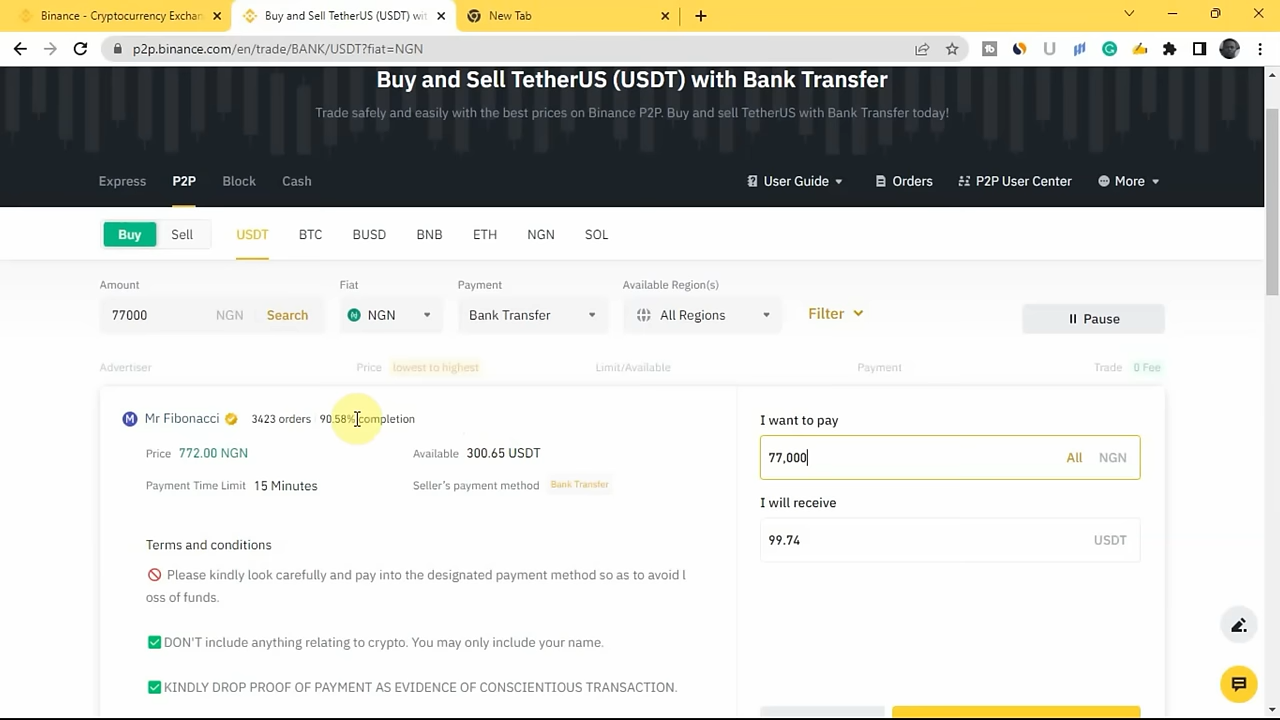 Binance - Cryptocurrency Exchan
Buy and Sell TetherUS (USDT) wit
New Tab
p2p.binance.com/en/trade/BANK/USDT?fiat=NGN
Buy and Sell TetherUS (USDT) with Bank Transfer
Trade safely and easily with the best prices on Binance P2P. Buy and sell TetherUS with Bank Transfer today!
Express P2P Block Cash User Guide Orders P2P User Center More
Buy Sell USDT BTC BUSD BNB ETH NGN SOL
Amount Fiat Payment Available Region(s)
77000 NGN Search NGN Bank Transfer All Regions Filter Pause
Advertiser Price lowest to highest Limit/Available Payment Trade 0 Fee
M Mr Fibonacci 3423 orders 90.58% completion
Price 772.00 NGN Available 300.65 USDT
Payment Time Limit 15 Minutes Seller's payment method Bank Transfer
Terms and conditions
Please kindly look carefully and pay into the designated payment method so as to avoid l
oss of funds.
DON'T include anything relating to crypto. You may only include your name.
KINDLY DROP PROOF OF PAYMENT AS EVIDENCE OF CONSCIENTIOUS TRANSACTION.
I want to pay
77,000 All NGN
I will receive
99.74 USDT